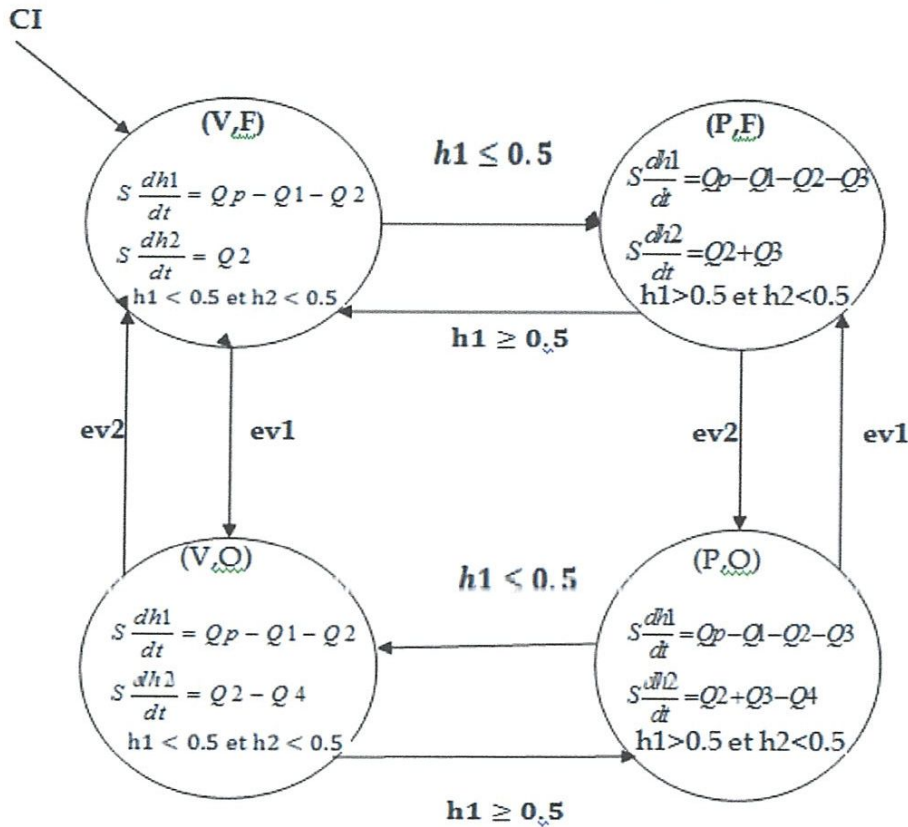 CI
(V,F)
S dh1/dt = Qp − Q1 − Q2
S dh2/dt = Q2
h1 < 0.5 et h2 < 0.5
h1 ≤ 0.5
(P,F)
S dh1/dt =Qp−Q1−Q2−Q3
S dh2/dt =Q2+Q3
h1>0.5 et h2<0.5
h1 ≥ 0.5
ev2
ev1
ev2
ev1
(V,O)
S dh1/dt = Qp − Q1 − Q2
S dh2/dt = Q2 − Q4
h1 < 0.5 et h2 < 0.5
h1 ≤ 0.5
(P,O)
S dh1/dt =Qp−Q1−Q2−Q3
S dh2/dt =Q2+Q3−Q4
h1>0.5 et h2<0.5
h1 ≥ 0.5